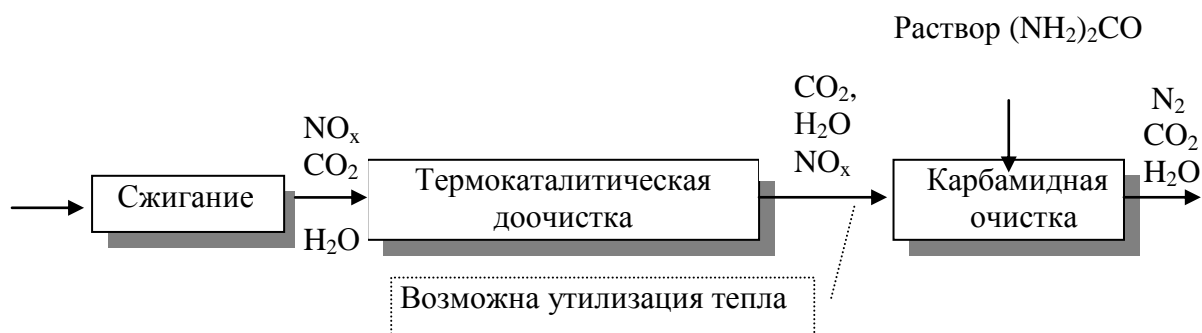 Раствор (NH₂)₂CO
Сжигание
NOₓ
CO₂
H₂O
Термокаталитическая
доочистка
CO₂,
H₂O
NOₓ
Карбамидная
очистка
N₂
CO₂
H₂O
Возможна утилизация тепла